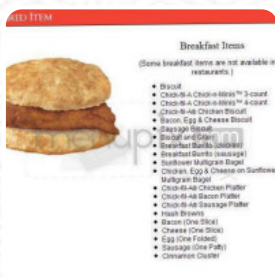 RED ITEM
Breakfast Items
(Some breakfast items are not available in
restaurants.)
Biscuit
Chick-fil-A Chick-n-Minis™ 3-count
Chick-fil-A Chick-n-Minis™ 4-count
Chick-fil-A® Chicken Biscuit
Bacon, Egg & Cheese Biscuit
Sausage Biscuit
Biscuit and Gravy
Breakfast Burrito (chicken)
Breakfast Burrito (sausage)
Sunflower Multigrain Bagel
Chicken, Egg & Cheese on Sunflowe
Multigrain Bagel
Chick-fil-A® Chicken Platter
Chick-fil-A® Bacon Platter
Chick-fil-A® Sausage Platter
Hash Browns
Bacon (One Slice)
Cheese (One Slice)
Egg (One Folded)
Sausage (One Patty)
Cinnamon Cluster